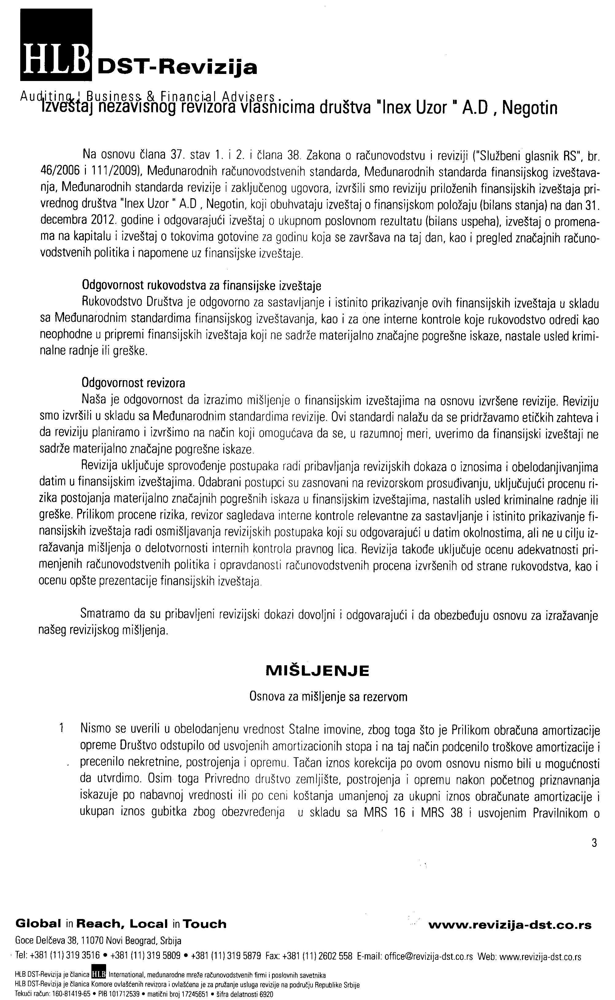 HLB DST-Revizija
Auditing | Business & Financial Advisers
Izveštaj nezavisnog revizora vlasnicima društva "Inex Uzor " A.D , Negotin
Na osnovu člana 37. stav 1. i 2. i člana 38. Zakona o računovodstvu i reviziji ("Službeni glasnik RS", br.
46/2006 i 111/2009), Međunarodnih računovodstvenih standarda, Međunarodnih standarda finansijskog izveštava-
nja, Međunarodnih standarda revizije i zaključenog ugovora, izvršili smo reviziju priloženih finansijskih izveštaja pri-
vrednog društva "Inex Uzor " A.D , Negotin, koji obuhvataju izveštaj o finansijskom položaju (bilans stanja) na dan 31.
decembra 2012. godine i odgovarajući izveštaj o ukupnom poslovnom rezultatu (bilans uspeha), izveštaj o promena-
ma na kapitalu i izveštaj o tokovima gotovine za godinu koja se završava na taj dan, kao i pregled značajnih računo-
vodstvenih politika i napomene uz finansijske izveštaje.
Odgovornost rukovodstva za finansijske izveštaje
Rukovodstvo Društva je odgovorno za sastavljanje i istinito prikazivanje ovih finansijskih izveštaja u skladu
sa Međunarodnim standardima finansijskog izveštavanja, kao i za one interne kontrole koje rukovodstvo odredi kao
neophodne u pripremi finansijskih izveštaja koji ne sadrže materijalno značajne pogrešne iskaze, nastale usled krimi-
nalne radnje ili greške.
Odgovornost revizora
Naša je odgovornost da izrazimo mišljenje o finansijskim izveštajima na osnovu izvršene revizije. Reviziju
smo izvršili u skladu sa Međunarodnim standardima revizije. Ovi standardi nalažu da se pridržavamo etičkih zahteva i
da reviziju planiramo i izvršimo na način koji omogućava da se, u razumnoj meri, uverimo da finansijski izveštaji ne
sadrže materijalno značajne pogrešne iskaze.
Revizija uključuje sprovođenje postupaka radi pribavljanja revizijskih dokaza o iznosima i obelodanjivanjima
datim u finansijskim izveštajima. Odabrani postupci su zasnovani na revizorskom prosuđivanju, uključujući procenu ri-
zika postojanja materijalno značajnih pogrešnih iskaza u finansijskim izveštajima, nastalih usled kriminalne radnje ili
greške. Prilikom procene rizika, revizor sagledava interne kontrole relevantne za sastavljanje i istinito prikazivanje fi-
nansijskih izveštaja radi osmišljavanja revizijskih postupaka koji su odgovarajući u datim okolnostima, ali ne u cilju iz-
ražavanja mišljenja o delotvornosti internih kontrola pravnog lica. Revizija takođe uključuje ocenu adekvatnosti pri-
menjenih računovodstvenih politika i opravdanosti računovodstvenih procena izvršenih od strane rukovodstva, kao i
ocenu opšte prezentacije finansijskih izveštaja.
Smatramo da su pribavljeni revizijski dokazi dovoljni i odgovarajući i da obezbeđuju osnovu za izražavanje
našeg revizijskog mišljenja.
MIŠLJENJE
Osnova za mišljenje sa rezervom
1 Nismo se uverili u obelodanjenu vrednost Stalne imovine, zbog toga što je Prilikom obračuna amortizacije
opreme Društvo odstupilo od usvojenih amortizacionih stopa i na taj način podcenilo troškove amortizacije i
precenilo nekretnine, postrojenja i opremu. Tačan iznos korekcija po ovom osnovu nismo bili u mogućnosti
da utvrdimo. Osim toga Privredno društvo zemljište, postrojenja i opremu nakon početnog priznavnanja
iskazuje po nabavnoj vrednosti ili po ceni koštanja umanjenoj za ukupni iznos obračunate amortizacije i
ukupan iznos gubitka zbog obezvređenja u skladu sa MRS 16 i MRS 38 i usvojenim Pravilnikom o
3
Global in Reach, Local in Touch www.revizija-dst.co.rs
Goce Delčeva 38, 11070 Novi Beograd, Srbija
Tel: +381 (11) 319 3516 • +381 (11) 319 5809 • +381 (11) 319 5879 Fax: +381 (11) 2602 558 E-mail: office@revizija-dst.co.rs Web: www.revizija-dst.co.rs
HLB DST-Revizija je članica HLB International, međunarodne mreže računovodstvenih firmi i poslovnih savetnika
HLB DST-Revizija je članica Komore ovlašćenih revizora i ovlašćena je za pružanje usluga revizije na području Republike Srbije
Tekući račun: 160-81419-65 • PIB 101712539 • matični broj 17245651 • šifra delatnosti 6920